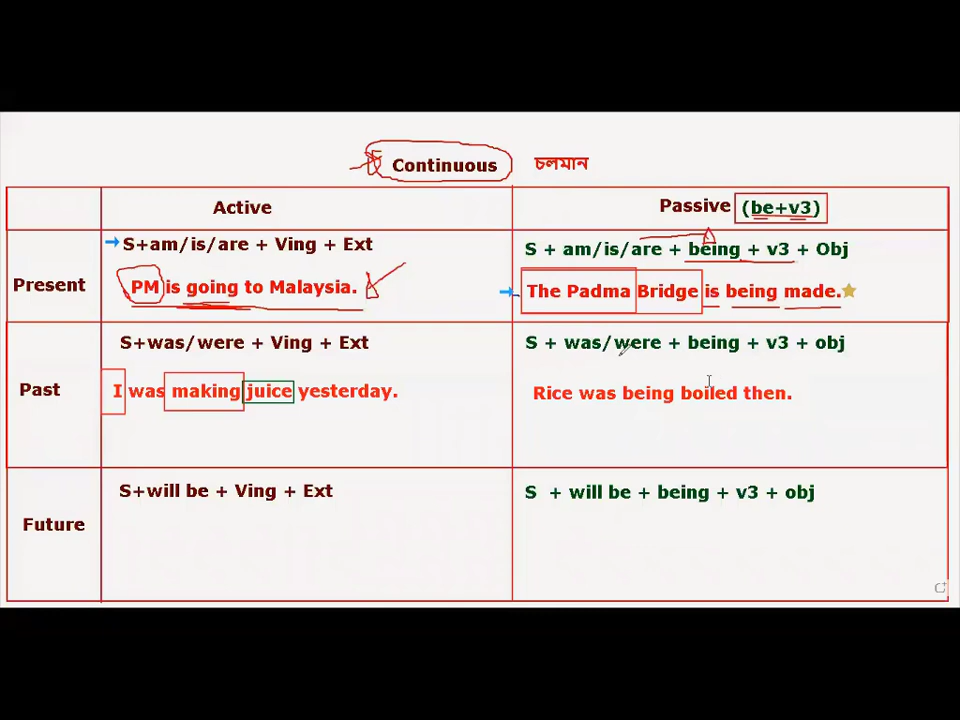 Continuous চলমান
Active
Passive (be+v3)
Present
S+am/is/are + Ving + Ext
PM is going to Malaysia.
S + am/is/are + being + v3 + Obj
The Padma Bridge is being made.
Past
S+was/were + Ving + Ext
I was making juice yesterday.
S + was/were + being + v3 + obj
Rice was being boiled then.
Future
S+will be + Ving + Ext
S + will be + being + v3 + obj